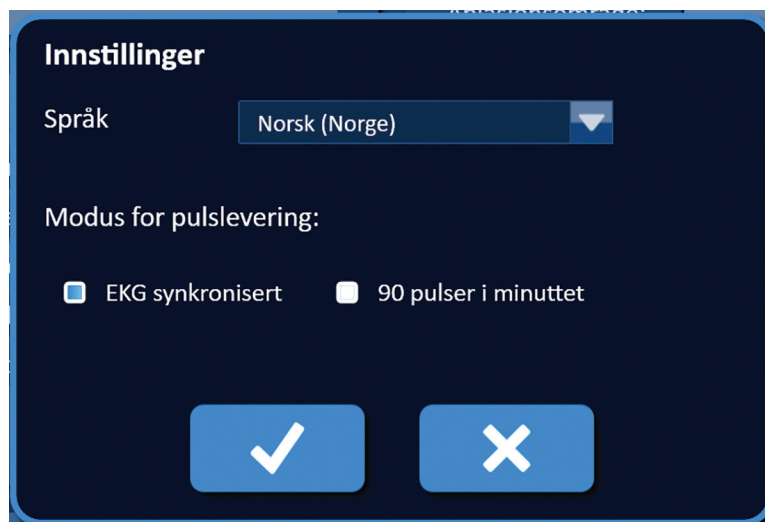 Innstillinger
Språk
Norsk (Norge)
Modus for pulslevering:
EKG synkronisert
90 pulser i minuttet